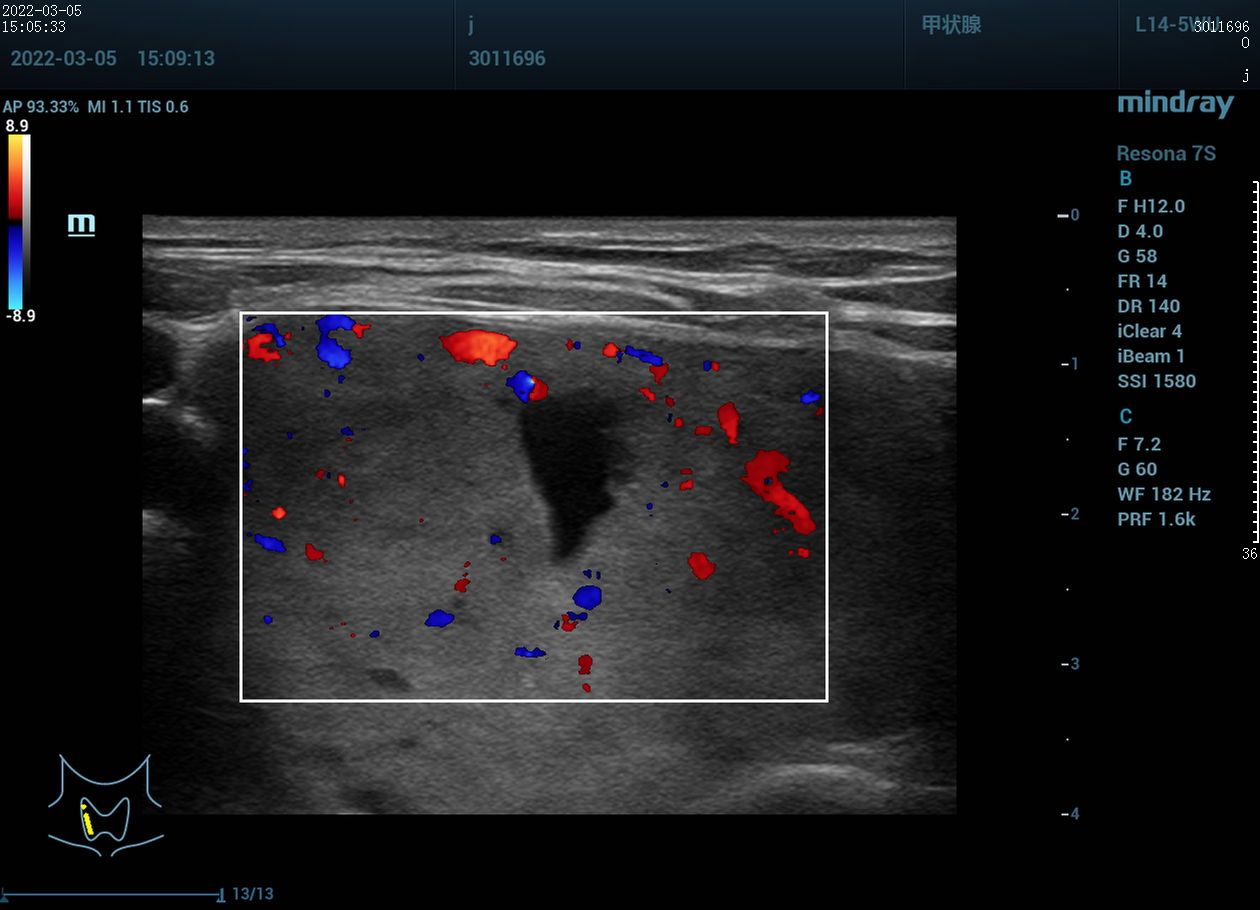 2022-03-05
15:05:33
2022-03-05 15:09:13
j
3011696
甲状腺
L14-5W
3011696
0
j
AP 93.33% MI 1.1 TIS 0.6
8.9
-8.9
m
mindray
Resona 7S
B
F H12.0
D 4.0
G 58
FR 14
DR 140
iClear 4
iBeam 1
SSI 1580
C
F 7.2
G 60
WF 182 Hz
PRF 1.6k
0
1
2
3
4
36
13/13